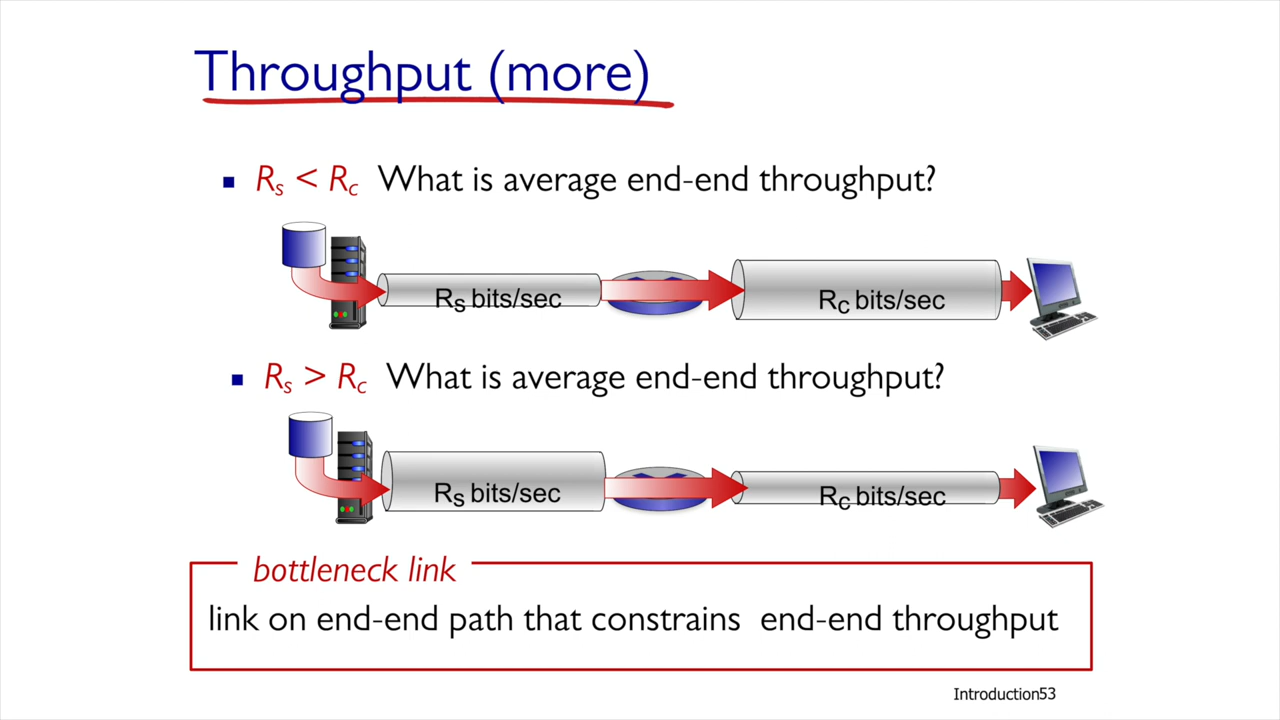 Throughput (more)
Rs < Rc What is average end-end throughput?
Rs bits/sec
Rc bits/sec
Rs > Rc What is average end-end throughput?
Rs bits/sec
Rc bits/sec
bottleneck link
link on end-end path that constrains end-end throughput
Introduction53